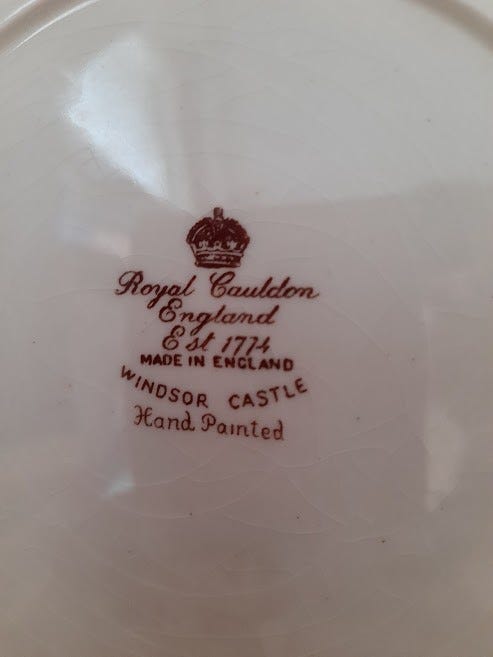 Royal Cauldon
England
Est 1774
MADE IN ENGLAND
WINDSOR CASTLE
Hand Painted